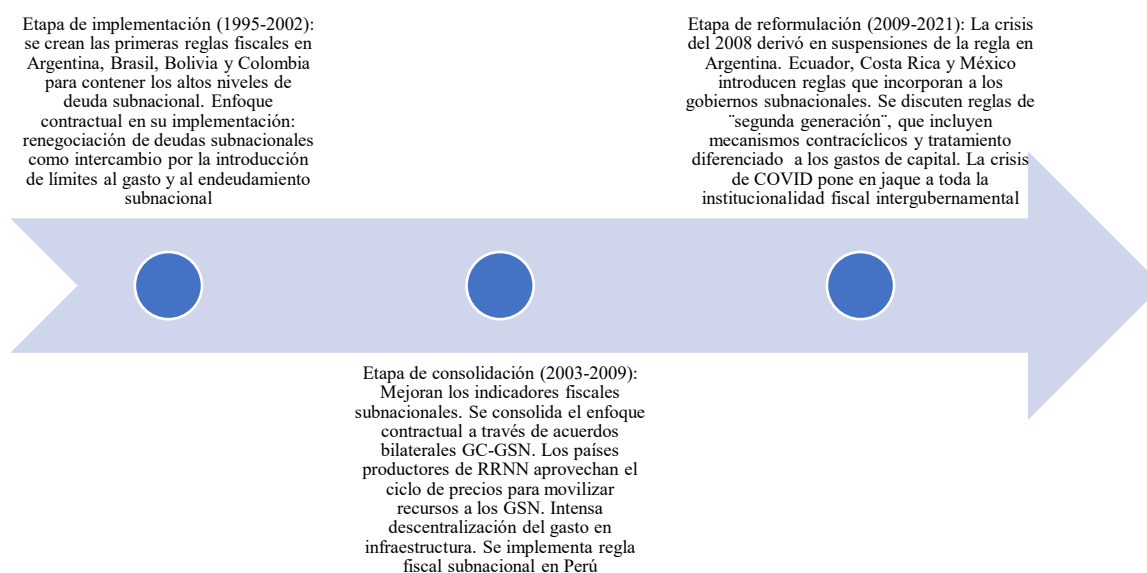 Etapa de implementación (1995-2002):
se crean las primeras reglas fiscales en
Argentina, Brasil, Bolivia y Colombia
para contener los altos niveles de
deuda subnacional. Enfoque
contractual en su implementación:
renegociación de deudas subnacionales
como intercambio por la introducción
de límites al gasto y al endeudamiento
subnacional
Etapa de consolidación (2003-2009):
Mejoran los indicadores fiscales
subnacionales. Se consolida el enfoque
contractual a través de acuerdos
bilaterales GC-GSN. Los países
productores de RRNN aprovechan el
ciclo de precios para movilizar
recursos a los GSN. Intensa
descentralización del gasto en
infraestructura. Se implementa regla
fiscal subnacional en Perú
Etapa de reformulación (2009-2021): La crisis
del 2008 derivó en suspensiones de la regla en
Argentina. Ecuador, Costa Rica y México
introducen reglas que incorporan a los
gobiernos subnacionales. Se discuten reglas de
¨segunda generación¨, que incluyen
mecanismos contracíclicos y tratamiento
diferenciado a los gastos de capital. La crisis
de COVID pone en jaque a toda la
institucionalidad fiscal intergubernamental